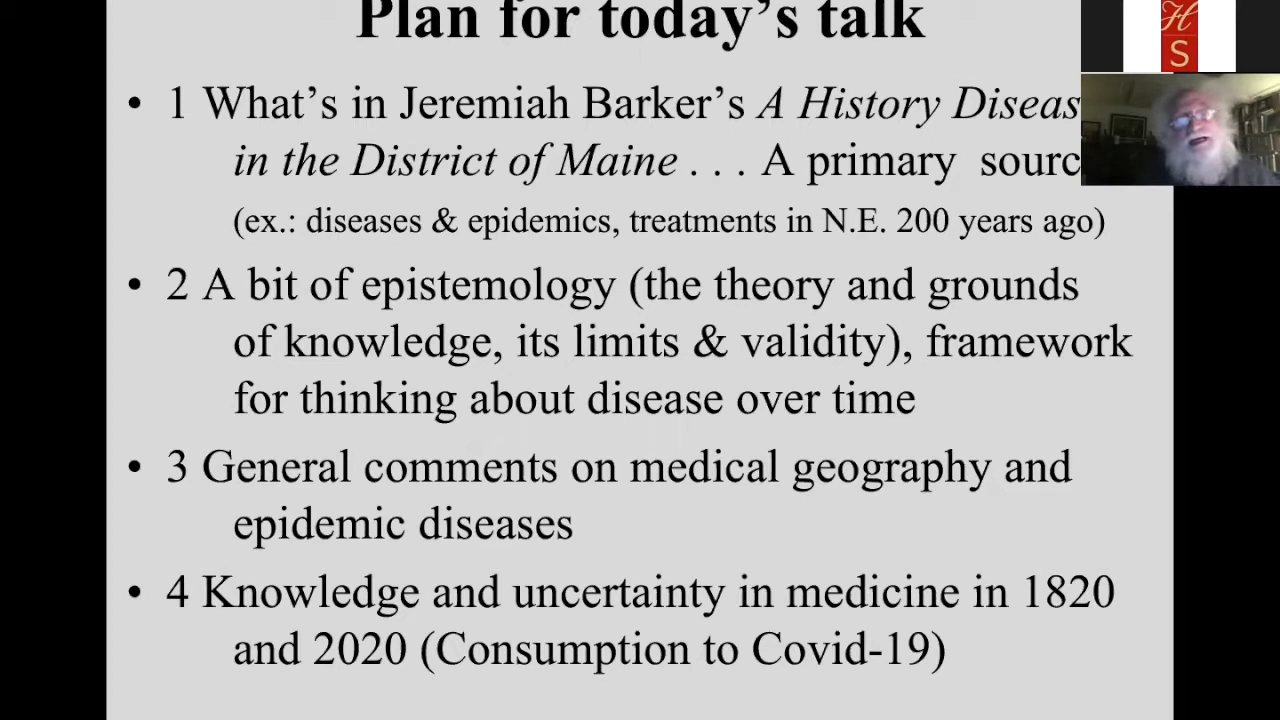 Plan for today's talk
• 1 What's in Jeremiah Barker's A History Diseas
in the District of Maine . . . A primary sourc
(ex.: diseases & epidemics, treatments in N.E. 200 years ago)
• 2 A bit of epistemology (the theory and grounds
of knowledge, its limits & validity), framework
for thinking about disease over time
• 3 General comments on medical geography and
epidemic diseases
• 4 Knowledge and uncertainty in medicine in 1820
and 2020 (Consumption to Covid-19)
H
S